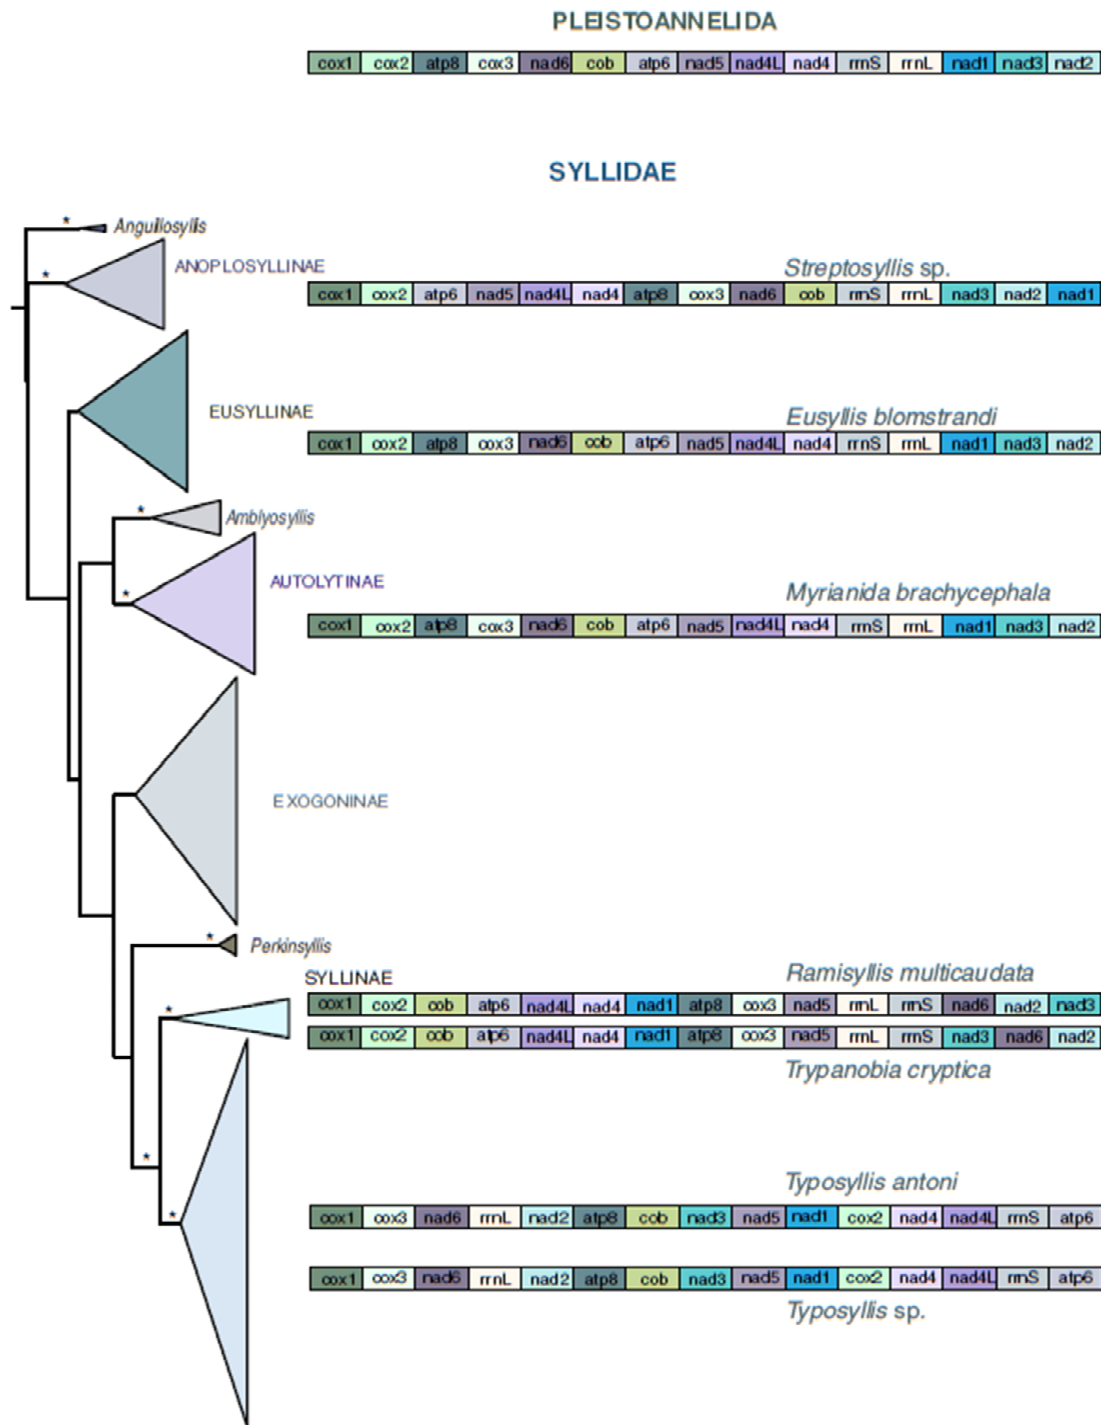 PLEISTOANNELIDA
cox1 cox2 atp8 cox3 nad6 cob atp6 nad5 nad4L nad4 rrnS rrnL nad1 nad3 nad2
SYLLIDAE
* Anguillosyllis
* ANOPLOSYLLINAE
Streptosyllis sp.
cox1 cox2 atp6 nad5 nad4L nad4 atp8 cox3 nad6 cob rrnS rrnL nad3 nad2 nad1
EUSYLLINAE
Eusyllis blomstrandi
cox1 cox2 atp8 cox3 nad6 cob atp6 nad5 nad4L nad4 rrnS rrnL nad1 nad3 nad2
* Amblyosyllis
* AUTOLYTINAE
Myrianida brachycephala
cox1 cox2 atp8 cox3 nad6 cob atp6 nad5 nad4L nad4 rrnS rrnL nad1 nad3 nad2
EXOGONINAE
* Perkinsyllis
SYLLINAE
Ramisyllis multicaudata
* cox1 cox2 cob atp6 nad4L nad4 nad1 atp8 cox3 nad5 rrnL rrnS nad6 nad2 nad3
cox1 cox2 cob atp6 nad4L nad4 nad1 atp8 cox3 nad5 rrnL rrnS nad3 nad6 nad2
Trypanobia cryptica
*
Typosyllis antoni
* cox1 cox3 nad6 rrnL nad2 atp8 cob nad3 nad5 nad1 cox2 nad4 nad4L rrnS atp6
cox1 cox3 nad6 rrnL nad2 atp8 cob nad3 nad5 nad1 cox2 nad4 nad4L rrnS atp6
Typosyllis sp.